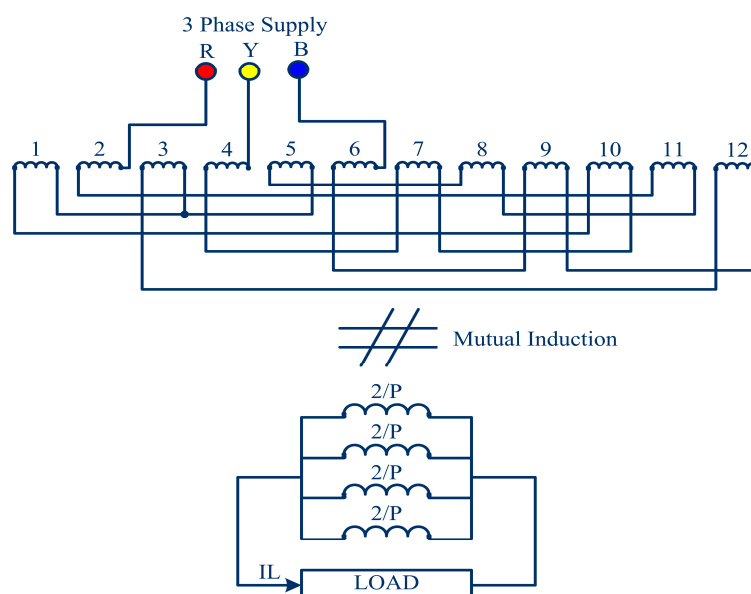 3 Phase Supply
R Y B
1 2 3 4 5 6 7 8 9 10 11 12
Mutual Induction
2/P
2/P
2/P
2/P
IL LOAD